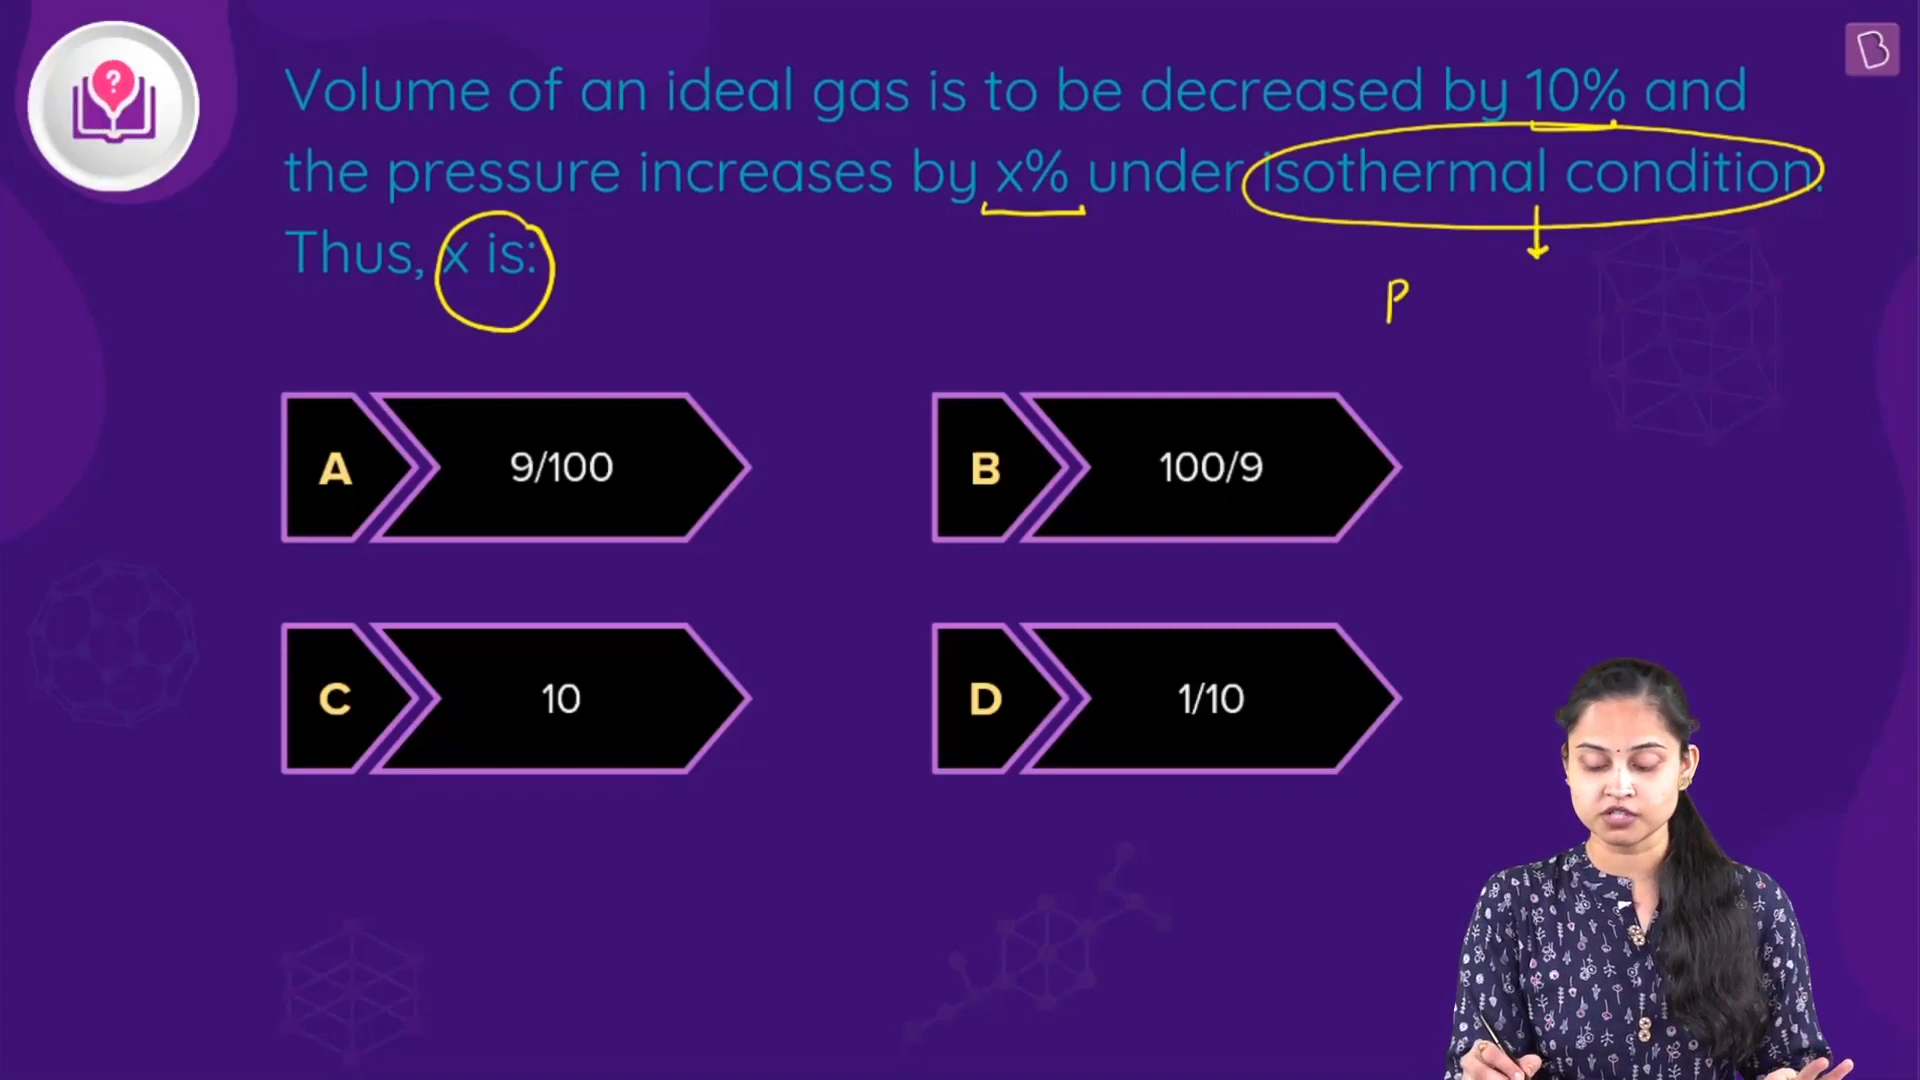 Volume of an ideal gas is to be decreased by 10% and
the pressure increases by x% under isothermal condition.
Thus, x is:
P
A 9/100
B 100/9
C 10
D 1/10
B
?